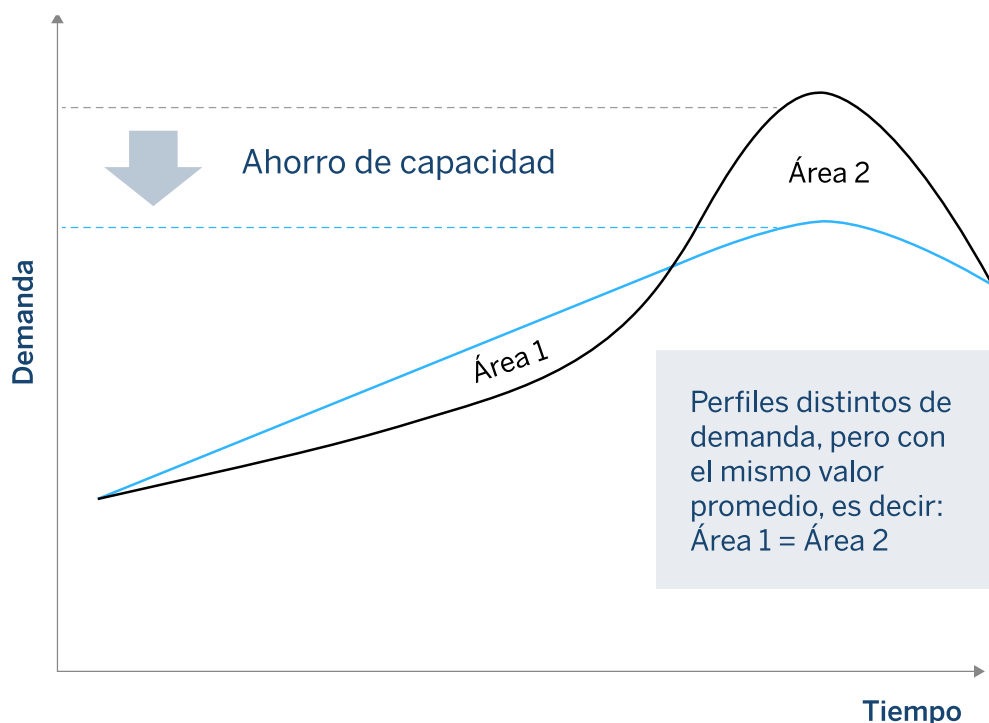 Ahorro de capacidad
Área 2
Demanda
Área 1
Perfiles distintos de
demanda, pero con
el mismo valor
promedio, es decir:
Área 1 = Área 2
Tiempo